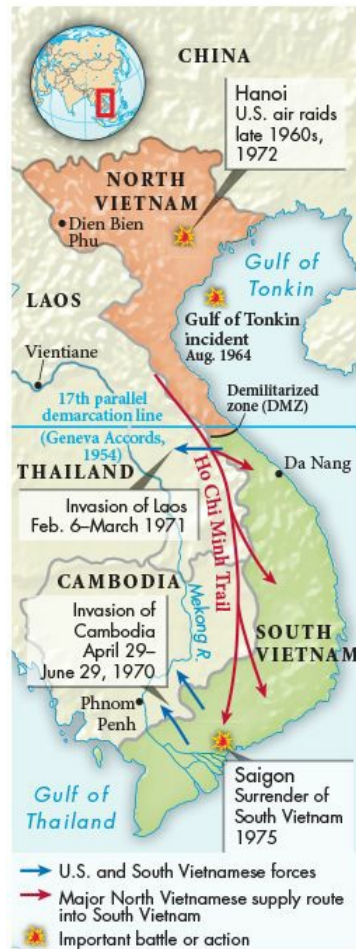 CHINA
Hanoi
U.S. air raids
late 1960s,
1972
NORTH
VIETNAM
Dien Bien
Phu
Gulf of
Tonkin
LAOS
Gulf of Tonkin
incident
Aug. 1964
Vientiane
17th parallel
demarcation line
(Geneva Accords,
1954)
Demilitarized
zone (DMZ)
THAILAND
Da Nang
Invasion of Laos
Feb. 6–March 1971
Ho Chi Minh Trail
CAMBODIA
Invasion of
Cambodia
April 29–
June 29, 1970
Mekong R.
SOUTH
VIETNAM
Phnom
Penh
Gulf of
Thailand
Saigon
Surrender of
South Vietnam
1975
U.S. and South Vietnamese forces
Major North Vietnamese supply route
into South Vietnam
Important battle or action